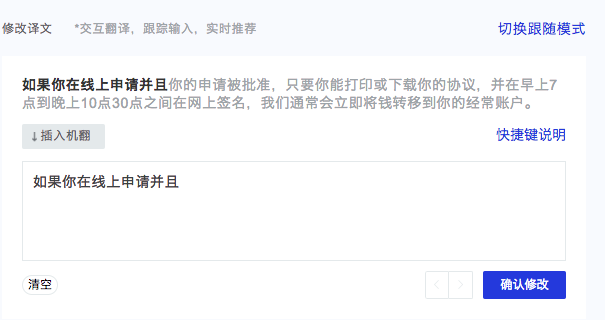 修改译文 *交互翻译，跟踪输入，实时推荐 切换跟随模式
如果你在线上申请并且你的申请被批准，只要你能打印或下载你的协议，并在早上7
点到晚上10点30点之间在网上签名，我们通常会立即将钱转移到你的经常账户。
↓插入机翻 快捷键说明
如果你在线上申请并且
清空 < > 确认修改